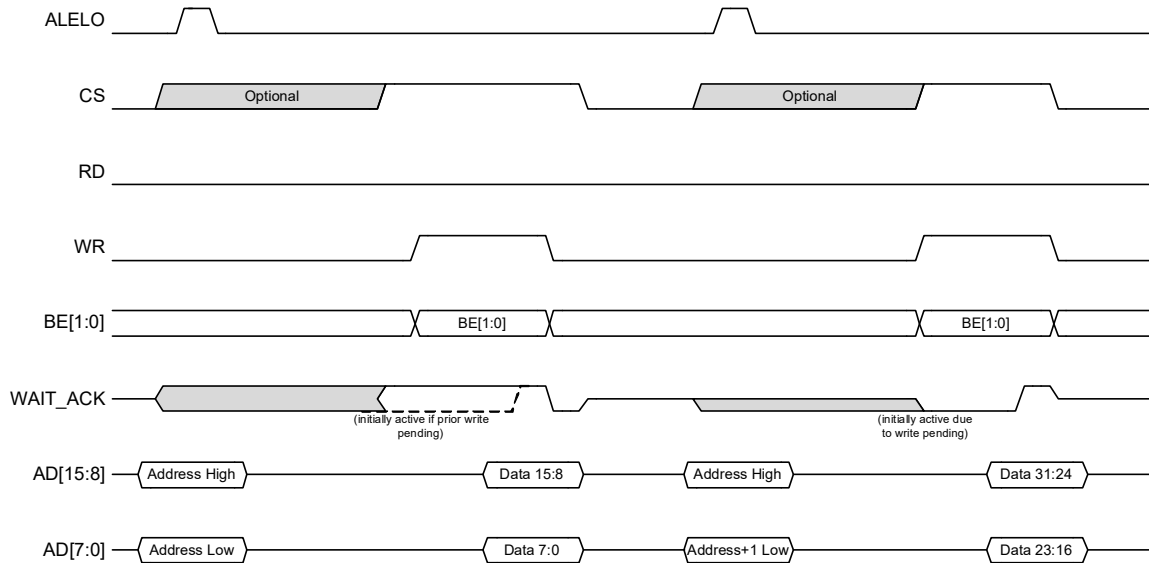 ALELO
CS
Optional
Optional
RD
WR
BE[1:0]
BE[1:0]
BE[1:0]
WAIT_ACK
(initially active if prior write
pending)
(initially active due
to write pending)
AD[15:8]
Address High
Data 15:8
Address High
Data 31:24
AD[7:0]
Address Low
Data 7:0
Address+1 Low
Data 23:16